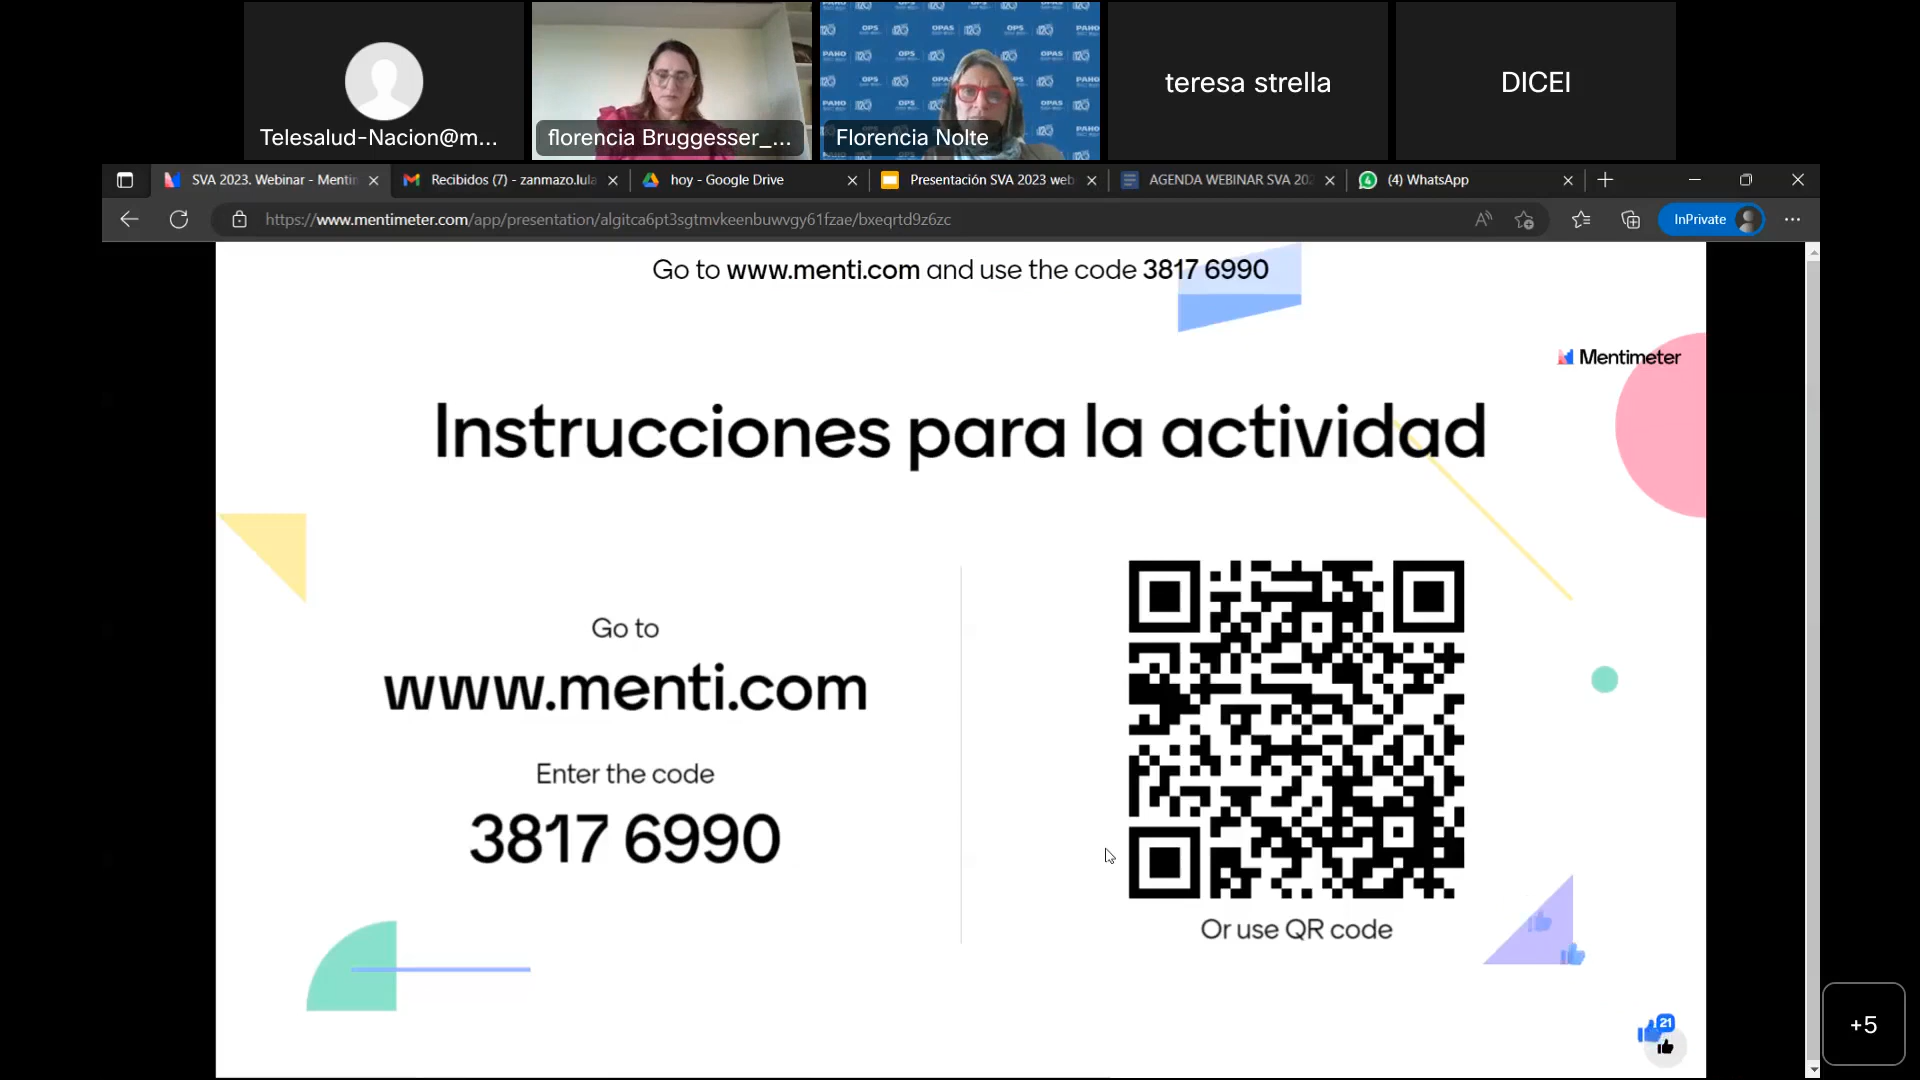 Telesalud-Nacion@m...
florencia Bruggesser_...
Florencia Nolte
teresa strella
DICEI
SVA 2023. Webinar - Mentin
Recibidos (7) - zanmazo.lula
hoy - Google Drive
Presentación SVA 2023 web
AGENDA WEBINAR SVA 202
(4) WhatsApp
https://www.mentimeter.com/app/presentation/algitca6pt3sgtmvkeenbuwvgy61fzae/bxeqrtd9z6zc
InPrivate
Go to www.menti.com and use the code 3817 6990
Mentimeter
Instrucciones para la actividad
Go to
www.menti.com
Enter the code
3817 6990
Or use QR code
21
+5